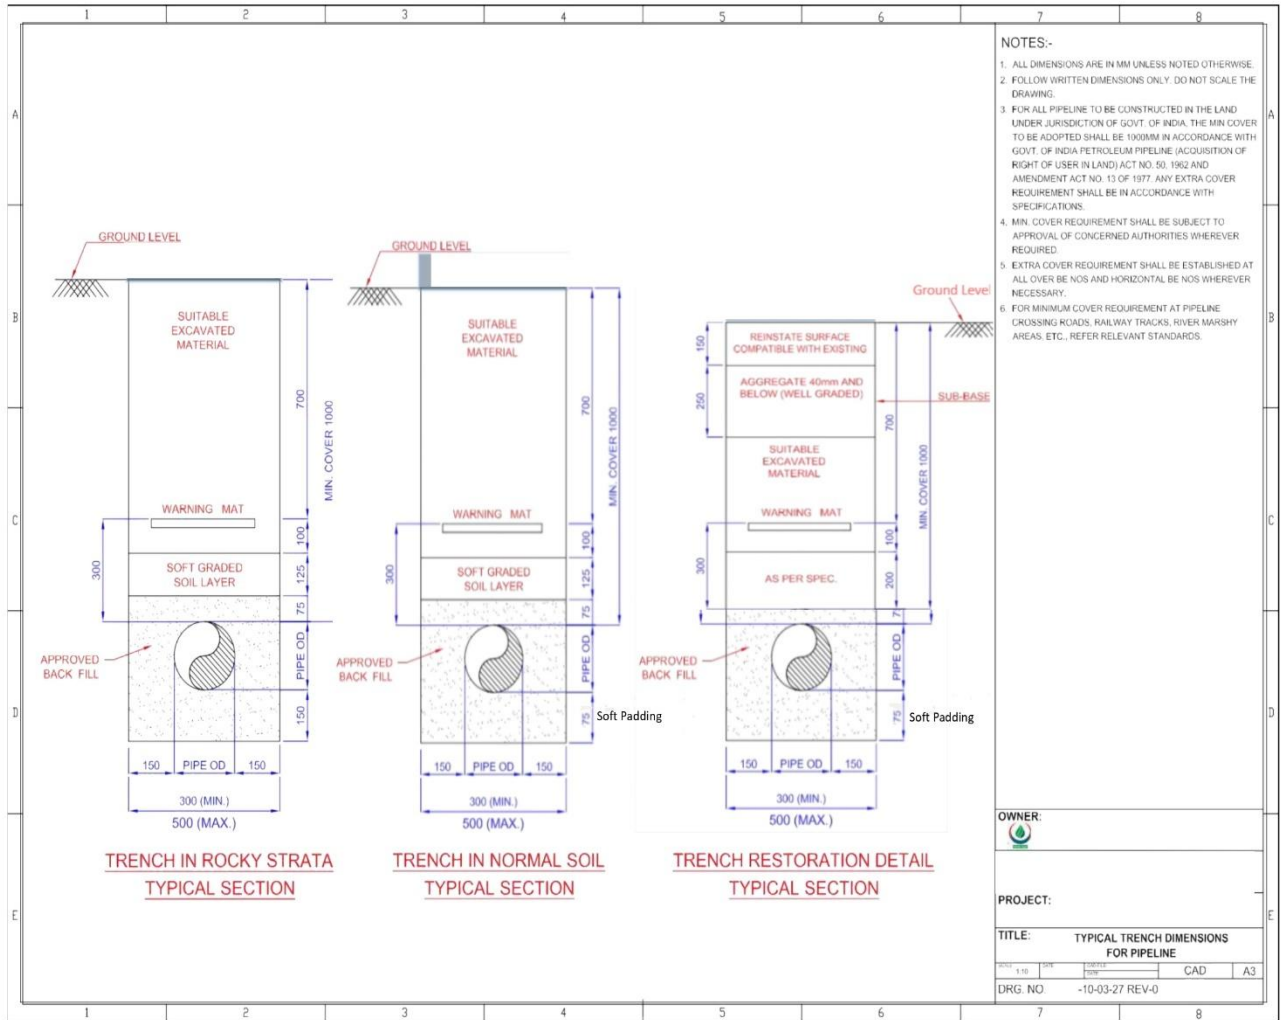 1 2 3 4 5 6 7 8
A
B
C
D
E
A
B
C
D
E
GROUND LEVEL
SUITABLE
EXCAVATED
MATERIAL
700
MIN. COVER 1000
WARNING MAT
100
300
SOFT GRADED
SOIL LAYER
125
75
APPROVED
BACK FILL
PIPE OD
150
150 PIPE OD 150
300 (MIN.)
500 (MAX.)
TRENCH IN ROCKY STRATA
TYPICAL SECTION
GROUND LEVEL
SUITABLE
EXCAVATED
MATERIAL
700
MIN. COVER 1000
WARNING MAT
100
300
SOFT GRADED
SOIL LAYER
125
75
APPROVED
BACK FILL
PIPE OD
75 Soft Padding
150 PIPE OD 150
300 (MIN.)
500 (MAX.)
TRENCH IN NORMAL SOIL
TYPICAL SECTION
Ground Level
150
REINSTATE SURFACE
COMPATIBLE WITH EXISTING
250
AGGREGATE 40mm AND
BELOW (WELL GRADED)
SUB-BASE
700
SUITABLE
EXCAVATED
MATERIAL
MIN. COVER 1000
WARNING MAT
100
300
AS PER SPEC.
200
APPROVED
BACK FILL
PIPE OD
75 Soft Padding
150 PIPE OD 150
300 (MIN.)
500 (MAX.)
TRENCH RESTORATION DETAIL
TYPICAL SECTION
NOTES:-
1. ALL DIMENSIONS ARE IN MM UNLESS NOTED OTHERWISE.
2. FOLLOW WRITTEN DIMENSIONS ONLY. DO NOT SCALE THE
DRAWING.
3. FOR ALL PIPELINE TO BE CONSTRUCTED IN THE LAND
UNDER JURISDICTION OF GOVT. OF INDIA, THE MIN COVER
TO BE ADOPTED SHALL BE 1000MM IN ACCORDANCE WITH
GOVT. OF INDIA PETROLEUM PIPELINE (ACQUISITION OF
RIGHT OF USER IN LAND) ACT NO. 50, 1962 AND
AMENDMENT ACT NO. 13 OF 1977. ANY EXTRA COVER
REQUIREMENT SHALL BE IN ACCORDANCE WITH
SPECIFICATIONS.
4. MIN. COVER REQUIREMENT SHALL BE SUBJECT TO
APPROVAL OF CONCERNED AUTHORITIES WHEREVER
REQUIRED.
5 EXTRA COVER REQUIREMENT SHALL BE ESTABLISHED AT
ALL OVER BE NOS AND HORIZONTAL BE NOS WHEREVER
NECESSARY.
6. FOR MINIMUM COVER REQUIREMENT AT PIPELINE
CROSSING ROADS, RAILWAY TRACKS, RIVER MARSHY
AREAS, ETC., REFER RELEVANT STANDARDS.
OWNER:
PROJECT:
TITLE: TYPICAL TRENCH DIMENSIONS
FOR PIPELINE
1:10 CAD A3
DRG. NO. -10-03-27 REV-0
1 2 3 4 5 6 7 8